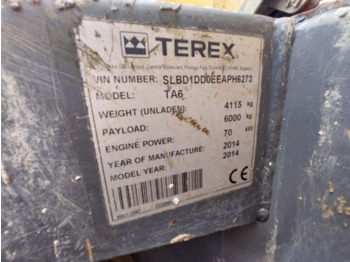 TEREX
VIN NUMBER: SLBD1DD0EEAPH6273
MODEL: TA6
WEIGHT (UNLADEN): 4115 kg
PAYLOAD: 6000 kg
ENGINE POWER: 70 kW
YEAR OF MANUFACTURE: 2014
MODEL YEAR: 2014
CE